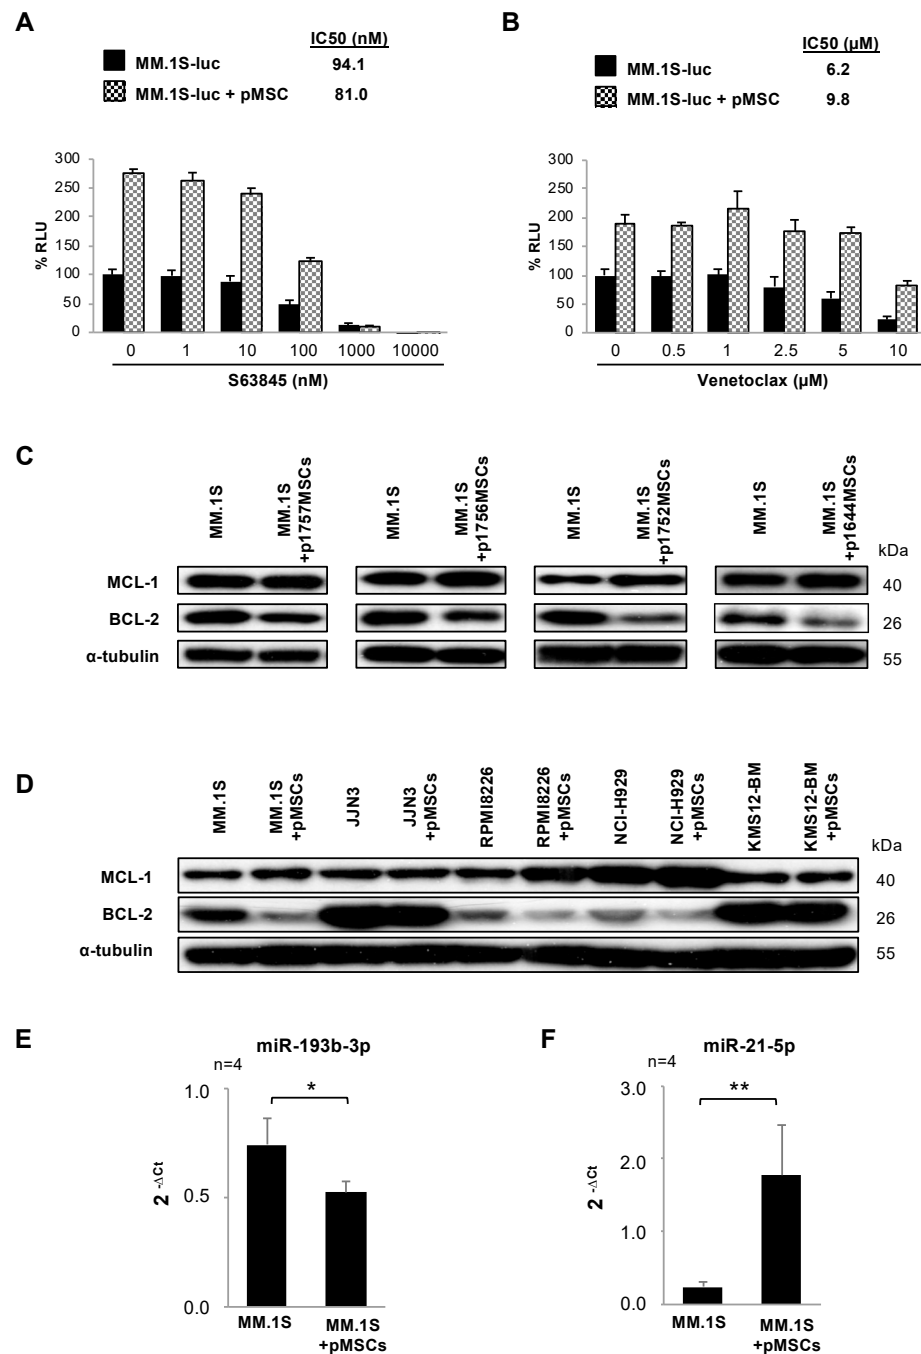 A
IC50 (nM)
MM.1S-luc 94.1
MM.1S-luc + pMSC 81.0
% RLU
300
250
200
150
100
50
0
0 1 10 100 1000 10000
S63845 (nM)
B
IC50 (µM)
MM.1S-luc 6.2
MM.1S-luc + pMSC 9.8
% RLU
300
250
200
150
100
50
0
0 0.5 1 2.5 5 10
Venetoclax (µM)
C
MM.1S
MM.1S
+p1757MSCs
MM.1S
MM.1S
+p1756MSCs
MM.1S
MM.1S
+p1752MSCs
MM.1S
MM.1S
+p1644MSCs
kDa
MCL-1 40
BCL-2 26
α-tubulin 55
D
MM.1S
MM.1S
+pMSCs
JJN3
JJN3
+pMSCs
RPMI8226
RPMI8226
+pMSCs
NCI-H929
NCI-H929
+pMSCs
KMS12-BM
KMS12-BM
+pMSCs
kDa
MCL-1 40
BCL-2 26
α-tubulin 55
E
miR-193b-3p
n=4
*
2 -ΔCt
1.0
0.5
0.0
MM.1S MM.1S
+pMSCs
F
miR-21-5p
n=4
**
2 -ΔCt
3.0
2.0
1.0
0.0
MM.1S MM.1S
+pMSCs